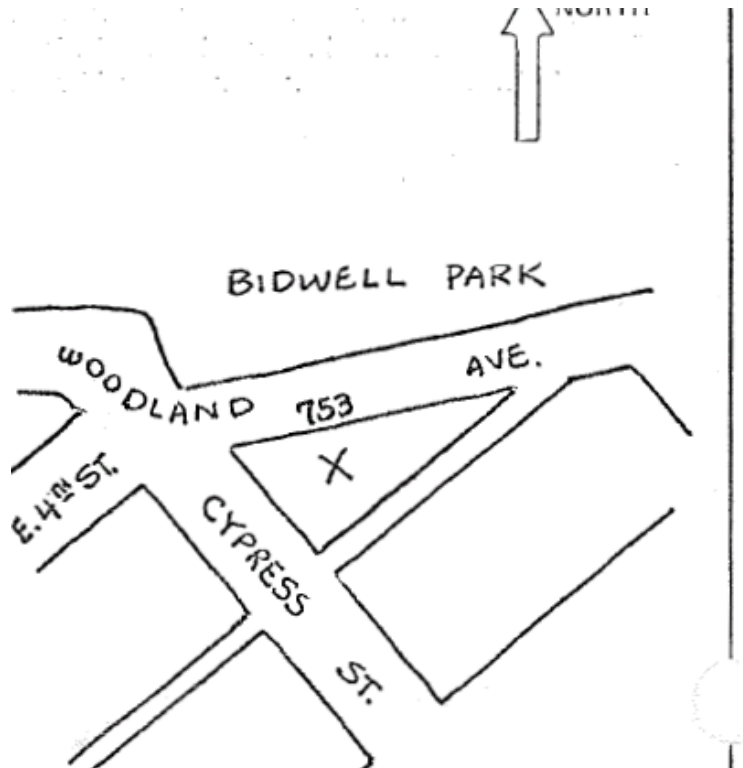 NORTH
BIDWELL PARK
WOODLAND AVE.
753
X
E. 4TH ST.
CYPRESS ST.